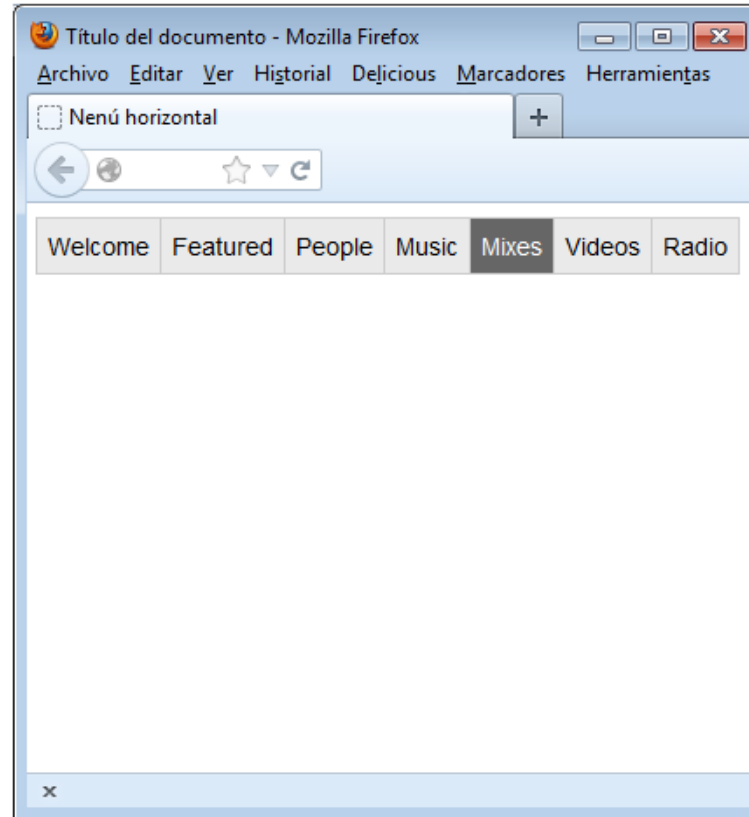 Título del documento - Mozilla Firefox
Archivo Editar Ver Historial Delicious Marcadores Herramientas
Nenú horizontal
Welcome Featured People Music Mixes Videos Radio